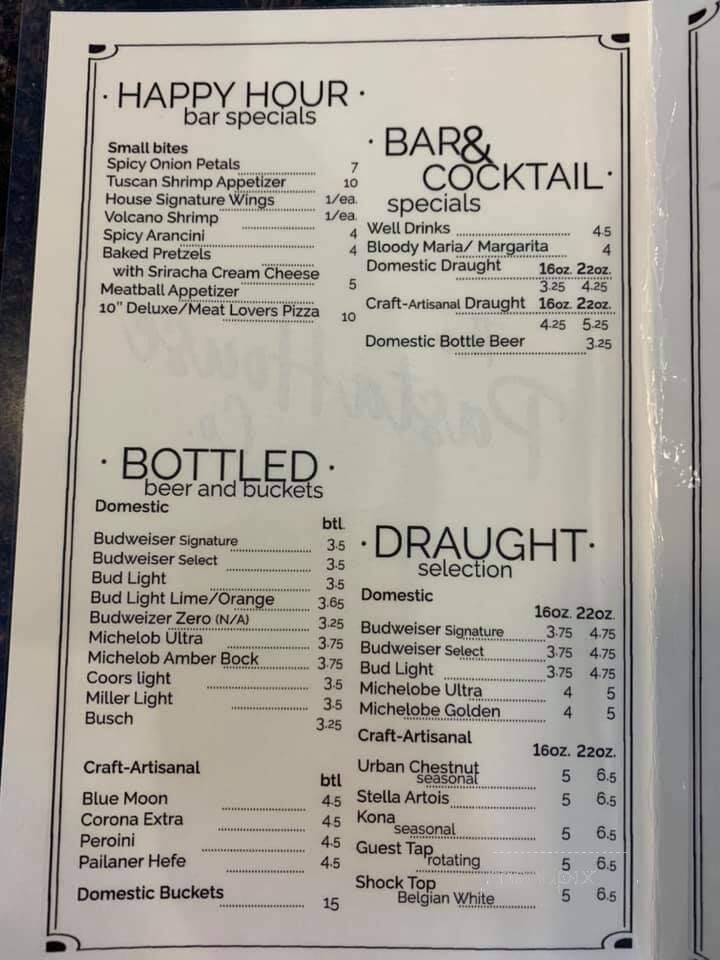 · HAPPY HOUR ·
bar specials
Small bites
Spicy Onion Petals 7
Tuscan Shrimp Appetizer 10
House Signature Wings 1/ea.
Volcano Shrimp 1/ea.
Spicy Arancini 4
Baked Pretzels 4
with Sriracha Cream Cheese
Meatball Appetizer 5
10" Deluxe/Meat Lovers Pizza 10
· BAR &
COCKTAIL ·
specials
Well Drinks 4.5
Bloody Maria/ Margarita 4
Domestic Draught 16oz. 22oz.
3.25 4.25
Craft-Artisanal Draught 16oz. 22oz.
4.25 5.25
Domestic Bottle Beer 3.25
Pasta House
Co.
· BOTTLED ·
beer and buckets
Domestic
btl.
Budweiser Signature 3.5
Budweiser Select 3.5
Bud Light 3.5
Bud Light Lime/Orange 3.65
Budweizer Zero (N/A) 3.25
Michelob Ultra 3.75
Michelob Amber Bock 3.75
Coors light 3.5
Miller Light 3.5
Busch 3.25
Craft-Artisanal
btl
Blue Moon 4.5
Corona Extra 4.5
Peroini 4.5
Pailaner Hefe 4.5
Domestic Buckets 15
· DRAUGHT ·
selection
Domestic
16oz. 22oz.
Budweiser Signature 3.75 4.75
Budweiser Select 3.75 4.75
Bud Light 3.75 4.75
Michelobe Ultra 4 5
Michelobe Golden 4 5
Craft-Artisanal
16oz. 22oz.
Urban Chestnut 5 6.5
seasonal
Stella Artois 5 6.5
Kona
seasonal 5 6.5
Guest Tap
rotating 5 6.5
Shock Top
Belgian White 5 6.5